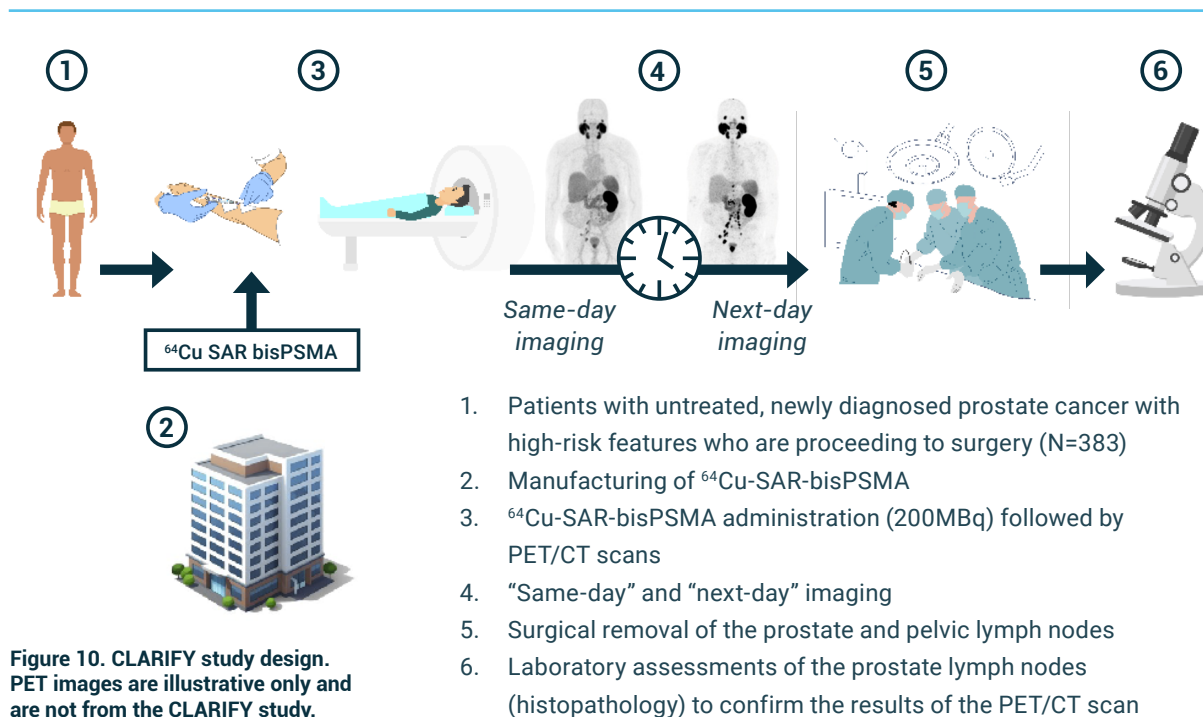 1
3
4
5
6
Same-day
imaging
Next-day
imaging
⁶⁴Cu SAR bisPSMA
2
1. Patients with untreated, newly diagnosed prostate cancer with
high-risk features who are proceeding to surgery (N=383)
2. Manufacturing of ⁶⁴Cu-SAR-bisPSMA
3. ⁶⁴Cu-SAR-bisPSMA administration (200MBq) followed by
PET/CT scans
4. “Same-day” and “next-day” imaging
5. Surgical removal of the prostate and pelvic lymph nodes
6. Laboratory assessments of the prostate lymph nodes
(histopathology) to confirm the results of the PET/CT scan
Figure 10. CLARIFY study design.
PET images are illustrative only and
are not from the CLARIFY study.